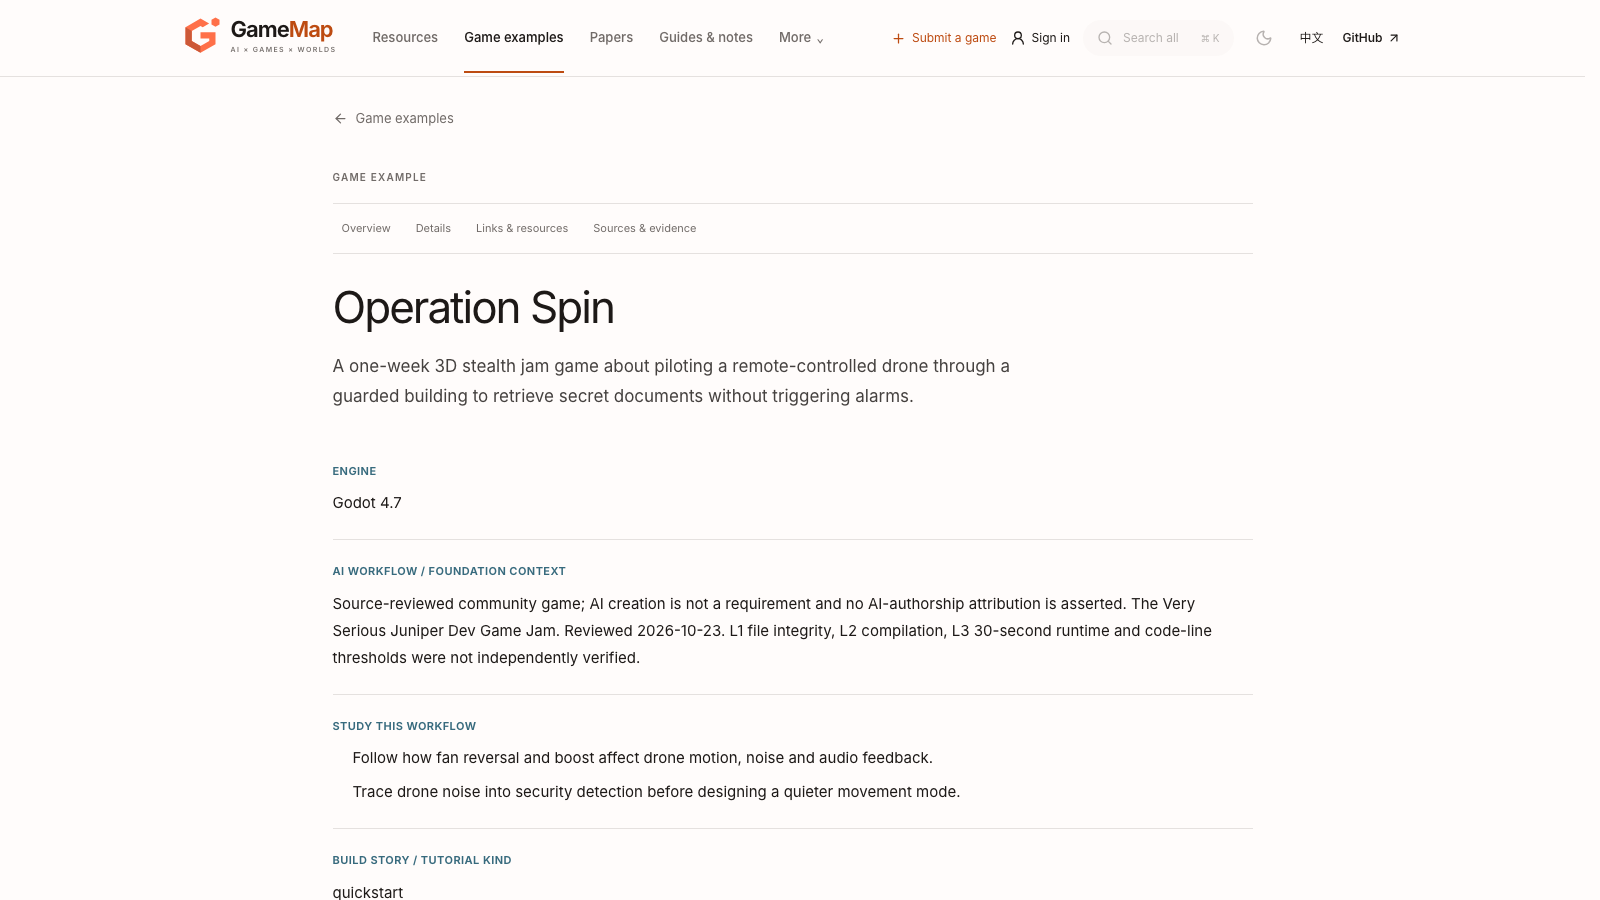 GameMap
AI × GAMES × WORLDS
Resources
Game examples
Papers
Guides & notes
More
Submit a game
Sign in
Search all
⌘ K
中文
GitHub
Game examples
GAME EXAMPLE
Overview
Details
Links & resources
Sources & evidence
Operation Spin
A one-week 3D stealth jam game about piloting a remote-controlled drone through a
guarded building to retrieve secret documents without triggering alarms.
ENGINE
Godot 4.7
AI WORKFLOW / FOUNDATION CONTEXT
Source-reviewed community game; AI creation is not a requirement and no AI-authorship attribution is asserted. The Very
Serious Juniper Dev Game Jam. Reviewed 2026-10-23. L1 file integrity, L2 compilation, L3 30-second runtime and code-line
thresholds were not independently verified.
STUDY THIS WORKFLOW
Follow how fan reversal and boost affect drone motion, noise and audio feedback.
Trace drone noise into security detection before designing a quieter movement mode.
BUILD STORY / TUTORIAL KIND
quickstart